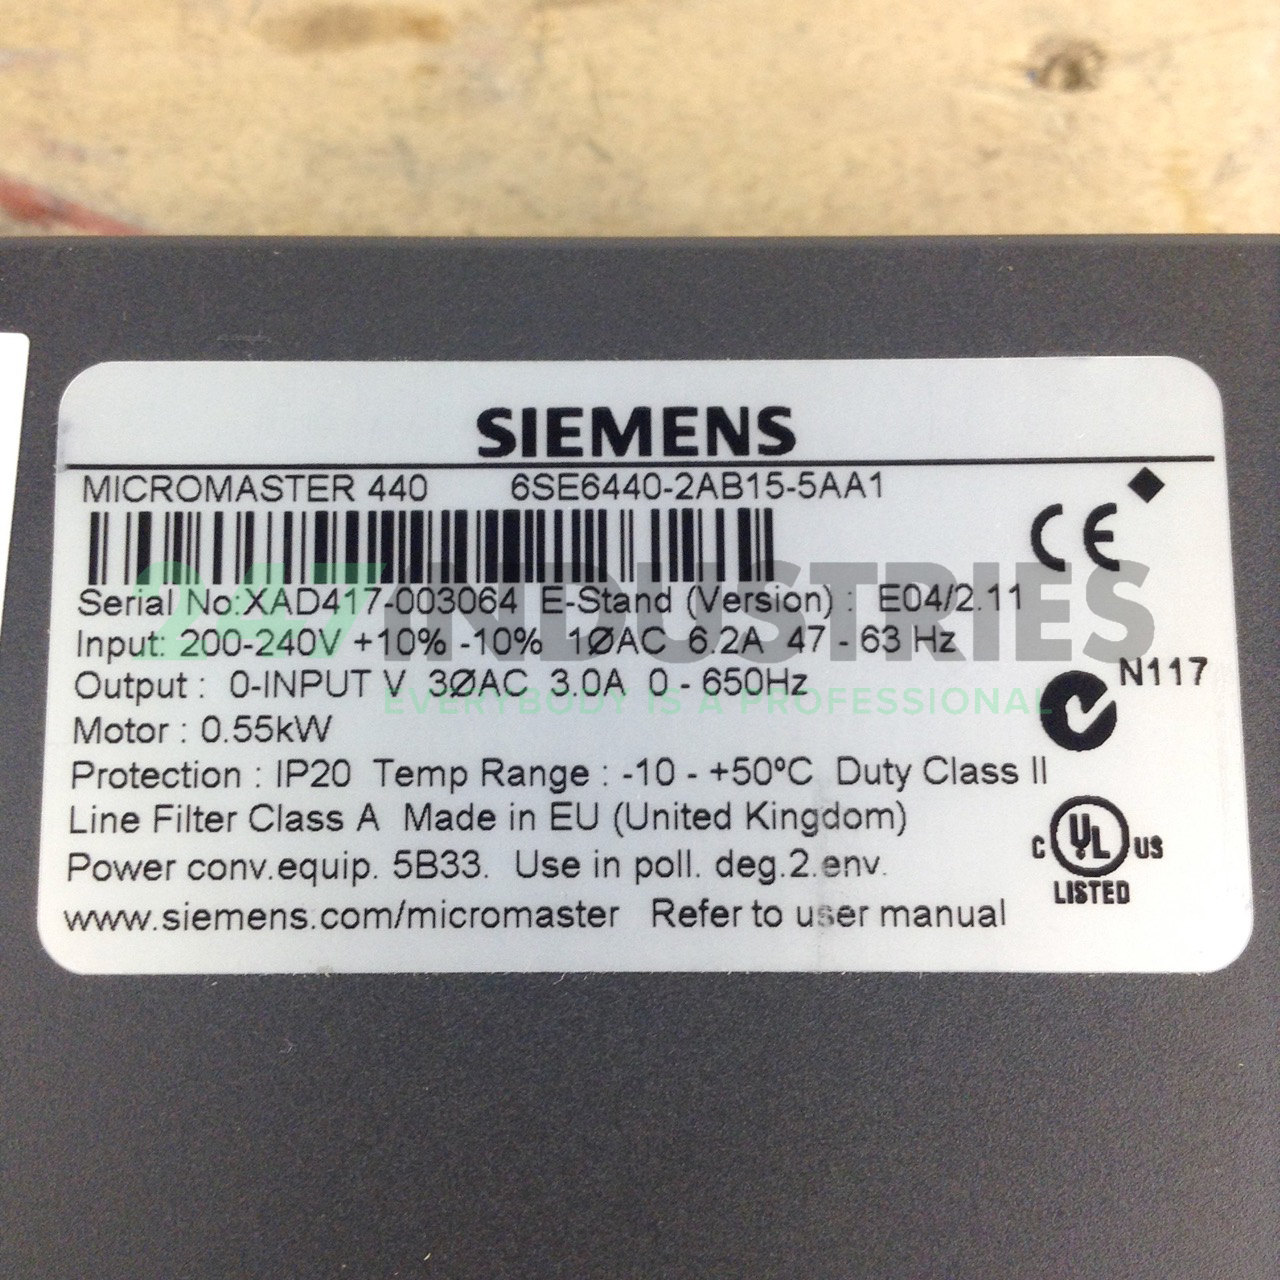 SIEMENS
MICROMASTER 440 6SE6440-2AB15-5AA1
CE
Serial No:XAD417-003064 E-Stand (Version) : E04/2.11
247INDUSTRIES
Input: 200-240V +10% -10% 1ØAC 6.2A 47 - 63 Hz
Output : 0-INPUT V 3ØAC 3.0A 0 - 650Hz
N117
EVERYBODY IS A PROFESSIONAL
Motor : 0.55kW
Protection : IP20 Temp Range : -10 - +50ºC Duty Class II
Line Filter Class A Made in EU (United Kingdom)
C UL US
LISTED
Power conv.equip. 5B33. Use in poll. deg.2.env.
www.siemens.com/micromaster Refer to user manual